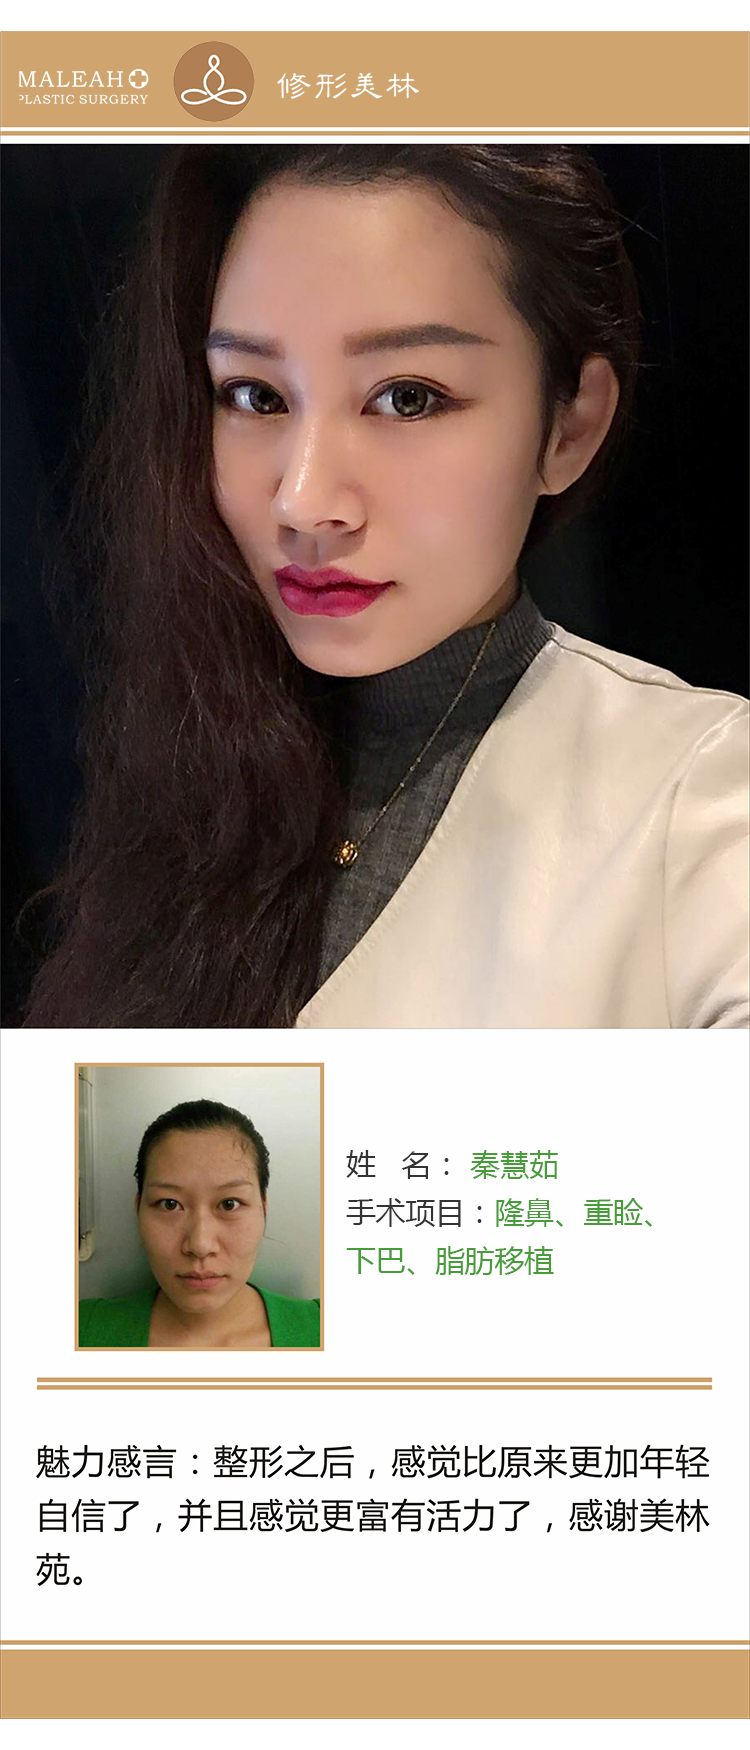 MALEAH
PLASTIC SURGERY
修形美林
姓 名：秦慧茹
手术项目：隆鼻、重睑、
下巴、脂肪移植
魅力感言：整形之后，感觉比原来更加年轻
自信了，并且感觉更富有活力了，感谢美林
苑。